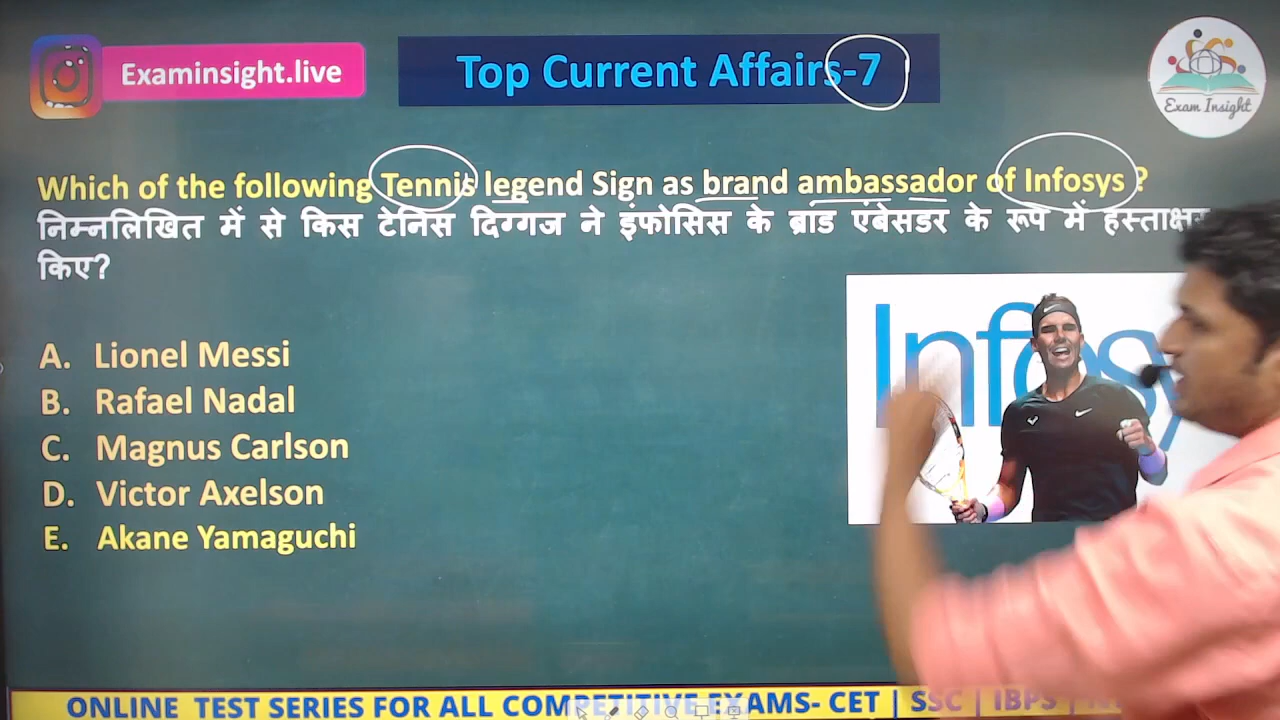 Examinsight.live
Top Current Affairs-7
Exam Insight
Which of the following Tennis legend Sign as brand ambassador of Infosys ?
निम्नलिखित में से किस टेनिस दिग्गज ने इंफोसिस के ब्रांड एंबेसडर के रूप में
किए?
A. Lionel Messi
B. Rafael Nadal
C. Magnus Carlson
D. Victor Axelson
E. Akane Yamaguchi
Infosy
ONLINE TEST SERIES FOR ALL COMPETITIVE EXAMS- CET | SSC | IBPS |